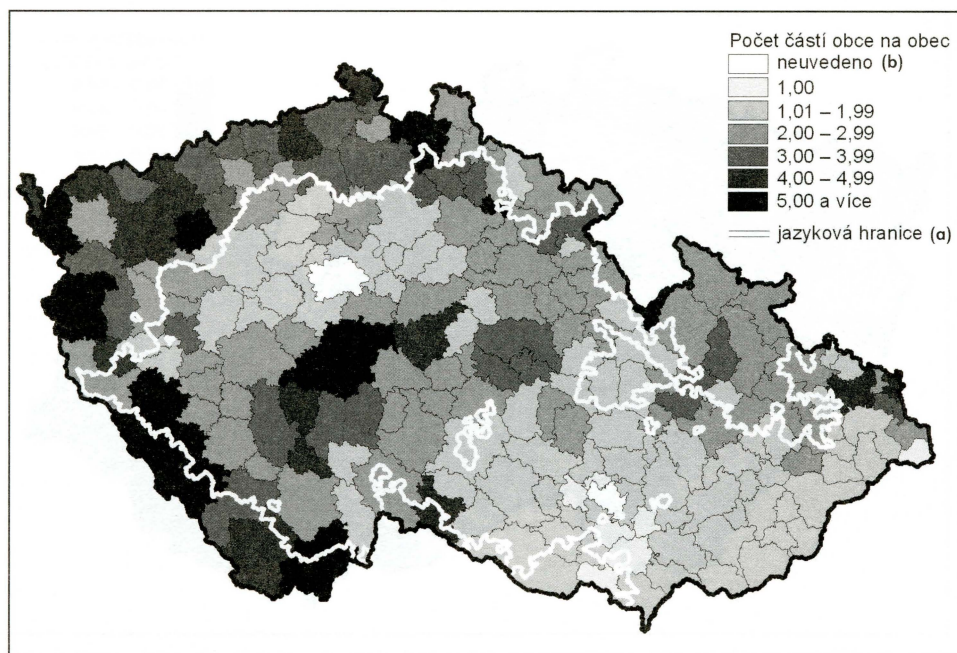 Počet částí obce na obec
neuvedeno (b)
1,00
1,01 – 1,99
2,00 – 2,99
3,00 – 3,99
4,00 – 4,99
5,00 a více
jazyková hranice (a)